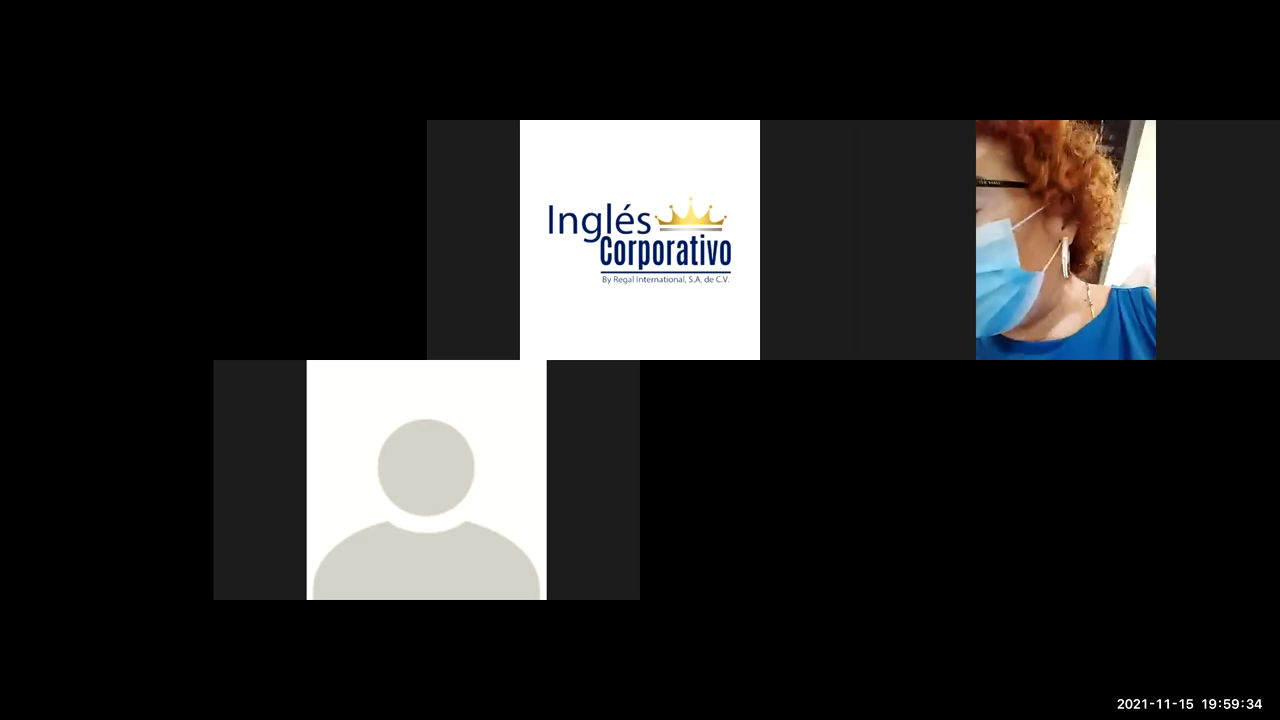 Inglés
Corporativo
By Regal International, S.A. de C.V.
2021-11-15 19:59:34